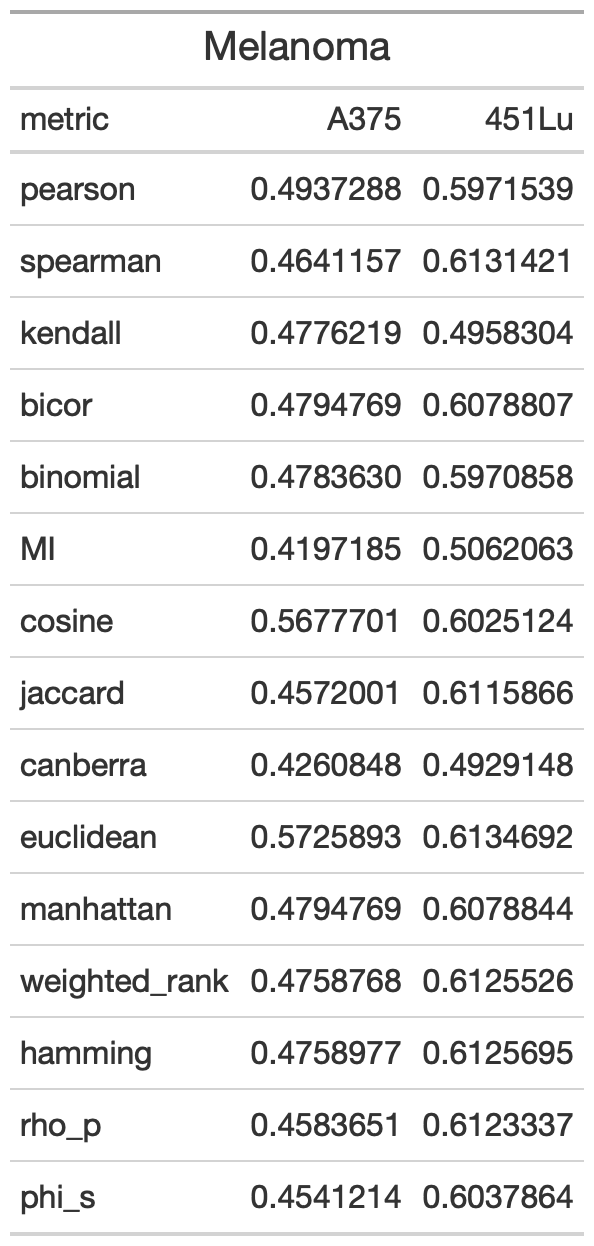 Melanoma
metric A375 451Lu
pearson 0.4937288 0.5971539
spearman 0.4641157 0.6131421
kendall 0.4776219 0.4958304
bicor 0.4794769 0.6078807
binomial 0.4783630 0.5970858
MI 0.4197185 0.5062063
cosine 0.5677701 0.6025124
jaccard 0.4572001 0.6115866
canberra 0.4260848 0.4929148
euclidean 0.5725893 0.6134692
manhattan 0.4794769 0.6078844
weighted_rank 0.4758768 0.6125526
hamming 0.4758977 0.6125695
rho_p 0.4583651 0.6123337
phi_s 0.4541214 0.6037864